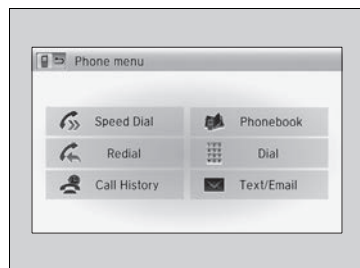 Phone menu
Speed Dial
Phonebook
Redial
Dial
Call History
Text/Email